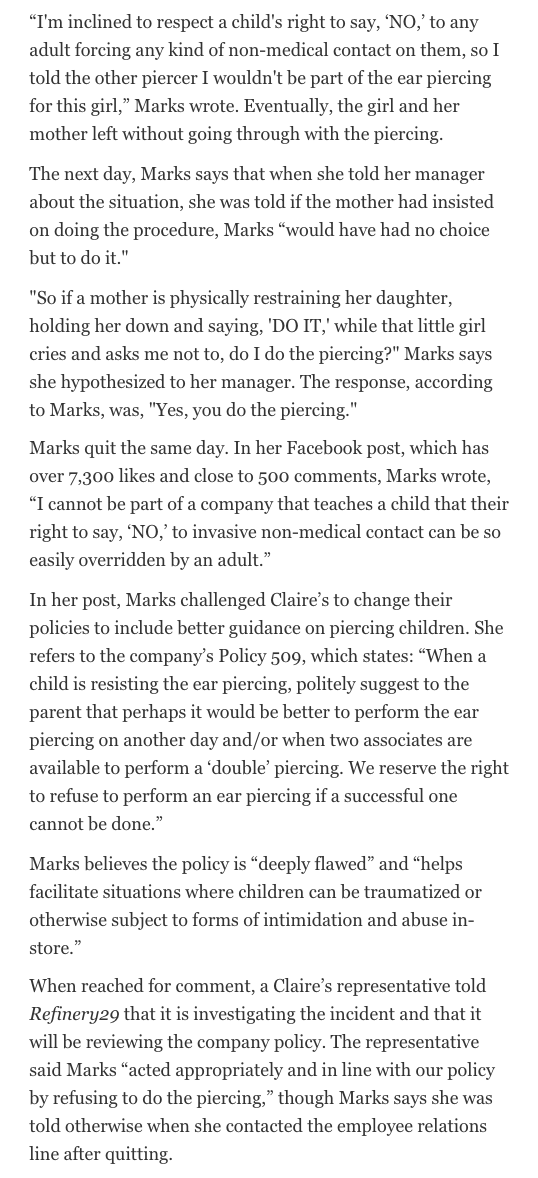 “I'm inclined to respect a child's right to say, ‘NO,’ to any
adult forcing any kind of non-medical contact on them, so I
told the other piercer I wouldn't be part of the ear piercing
for this girl,” Marks wrote. Eventually, the girl and her
mother left without going through with the piercing.
The next day, Marks says that when she told her manager
about the situation, she was told if the mother had insisted
on doing the procedure, Marks “would have had no choice
but to do it."
"So if a mother is physically restraining her daughter,
holding her down and saying, 'DO IT,' while that little girl
cries and asks me not to, do I do the piercing?" Marks says
she hypothesized to her manager. The response, according
to Marks, was, "Yes, you do the piercing."
Marks quit the same day. In her Facebook post, which has
over 7,300 likes and close to 500 comments, Marks wrote,
“I cannot be part of a company that teaches a child that their
right to say, ‘NO,’ to invasive non-medical contact can be so
easily overridden by an adult.”
In her post, Marks challenged Claire’s to change their
policies to include better guidance on piercing children. She
refers to the company’s Policy 509, which states: “When a
child is resisting the ear piercing, politely suggest to the
parent that perhaps it would be better to perform the ear
piercing on another day and/or when two associates are
available to perform a ‘double’ piercing. We reserve the right
to refuse to perform an ear piercing if a successful one
cannot be done.”
Marks believes the policy is “deeply flawed” and “helps
facilitate situations where children can be traumatized or
otherwise subject to forms of intimidation and abuse in-
store.”
When reached for comment, a Claire’s representative told
Refinery29 that it is investigating the incident and that it
will be reviewing the company policy. The representative
said Marks “acted appropriately and in line with our policy
by refusing to do the piercing,” though Marks says she was
told otherwise when she contacted the employee relations
line after quitting.